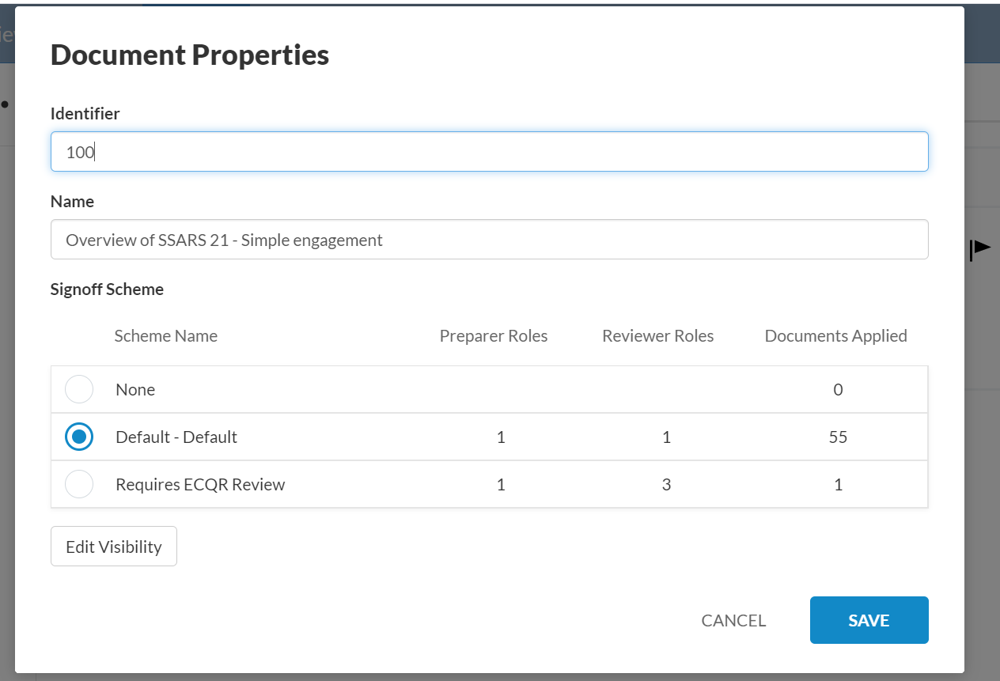 Document Properties
Identifier
100
Name
Overview of SSARS 21 - Simple engagement
Signoff Scheme
Scheme Name Preparer Roles Reviewer Roles Documents Applied
None 0
Default - Default 1 1 55
Requires ECQR Review 1 3 1
Edit Visibility
CANCEL SAVE